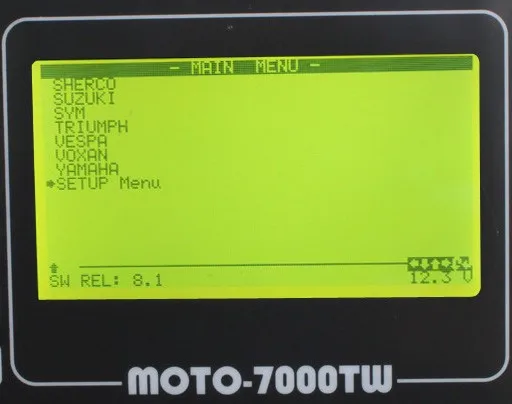 - MAIN MENU -
SHERCO
SUZUKI
SYM
TRIUMPH
VESPA
VOXAN
YAMAHA
SETUP Menu
SW REL: 8.1 12.3 V
MOTO-7000TW